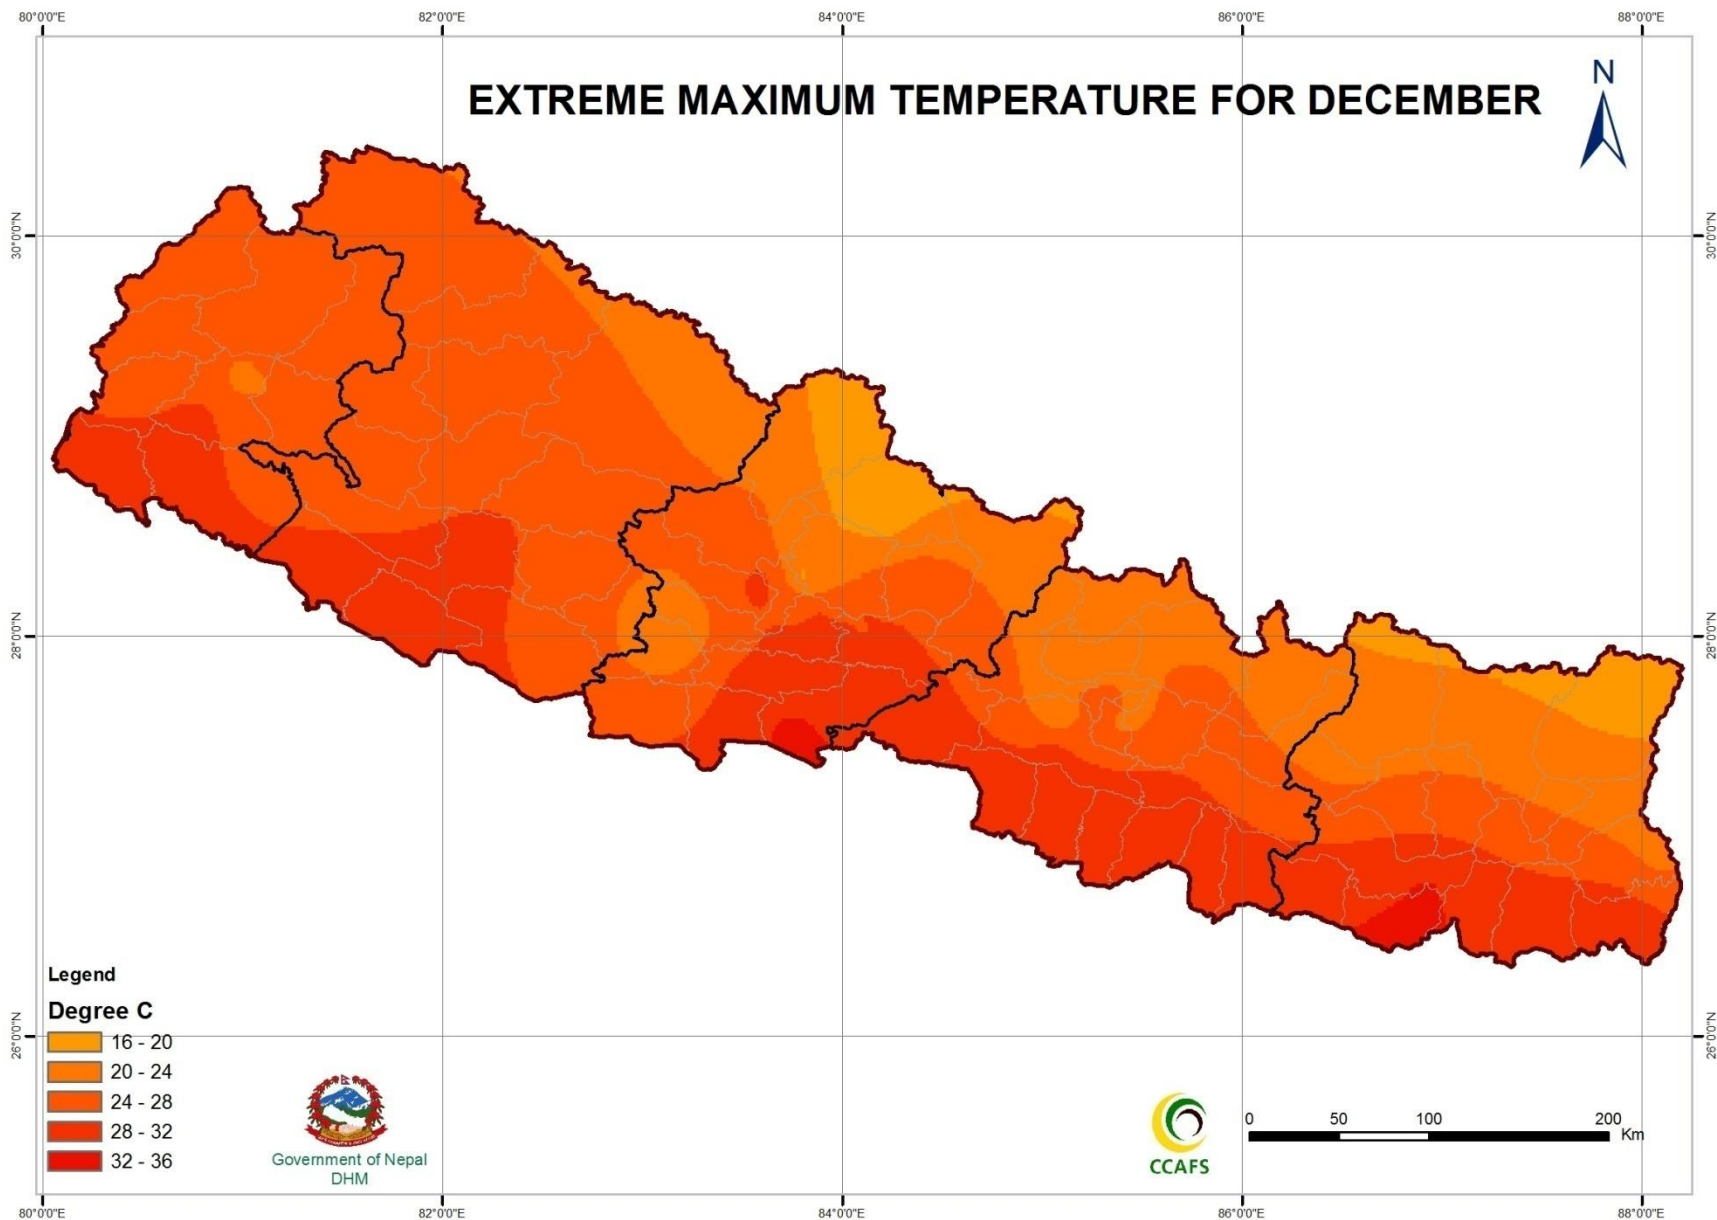 80°0'0"E 82°0'0"E 84°0'0"E 86°0'0"E 88°0'0"E
EXTREME MAXIMUM TEMPERATURE FOR DECEMBER
N
30°0'0"N 30°0'0"N
28°0'0"N 28°0'0"N
26°0'0"N 26°0'0"N
Legend
Degree C
16 - 20
20 - 24
24 - 28
28 - 32
32 - 36
Government of Nepal
DHM
CCAFS
0 50 100 200
Km
80°0'0"E 82°0'0"E 84°0'0"E 86°0'0"E 88°0'0"E